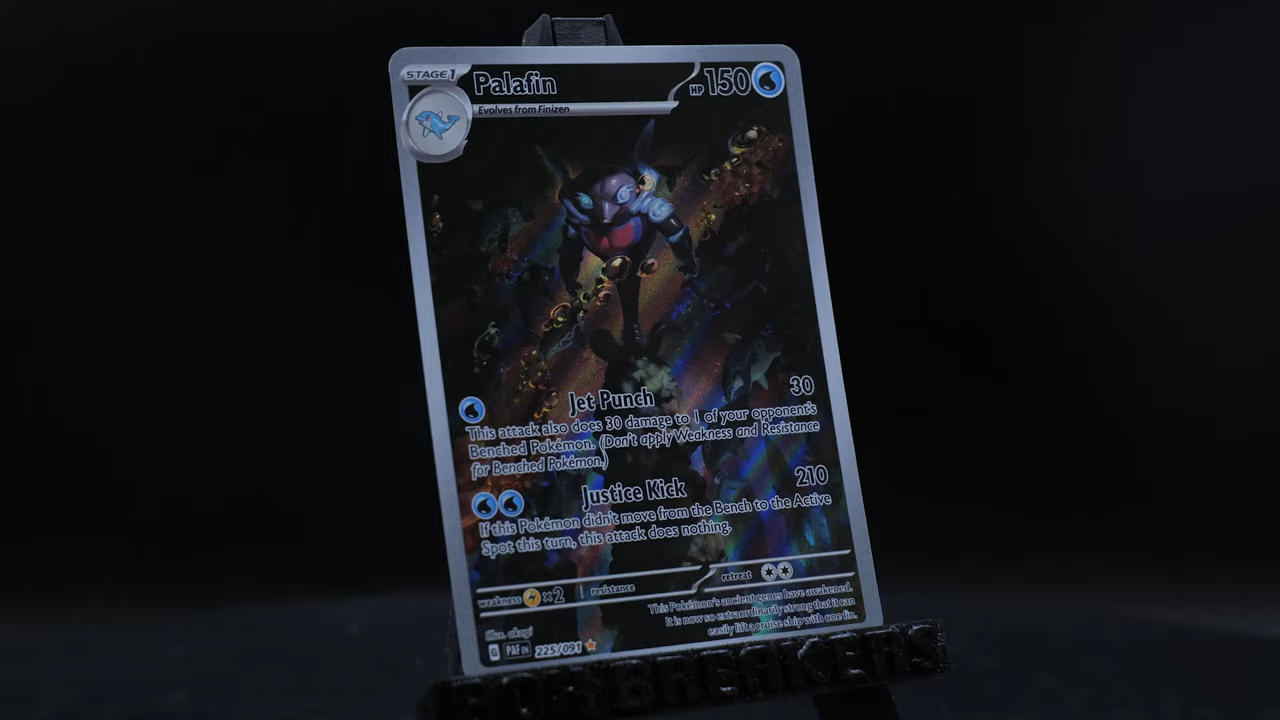 STAGE 1 Palafin HP 150
Evolves from Finizen
Jet Punch 30
This attack also does 30 damage to 1 of your opponent's
Benched Pokémon. (Don't apply Weakness and Resistance
for Benched Pokémon.)
Justice Kick 210
If this Pokémon didn't move from the Bench to the Active
Spot this turn, this attack does nothing.
weakness ×2 resistance retreat
This Pokémon's ancient genes have awakened.
It is now so extraordinarily strong that it can
easily lift a cruise ship with one fin.
Illus. akagi
G PAF EN 225/091
BREAKERS